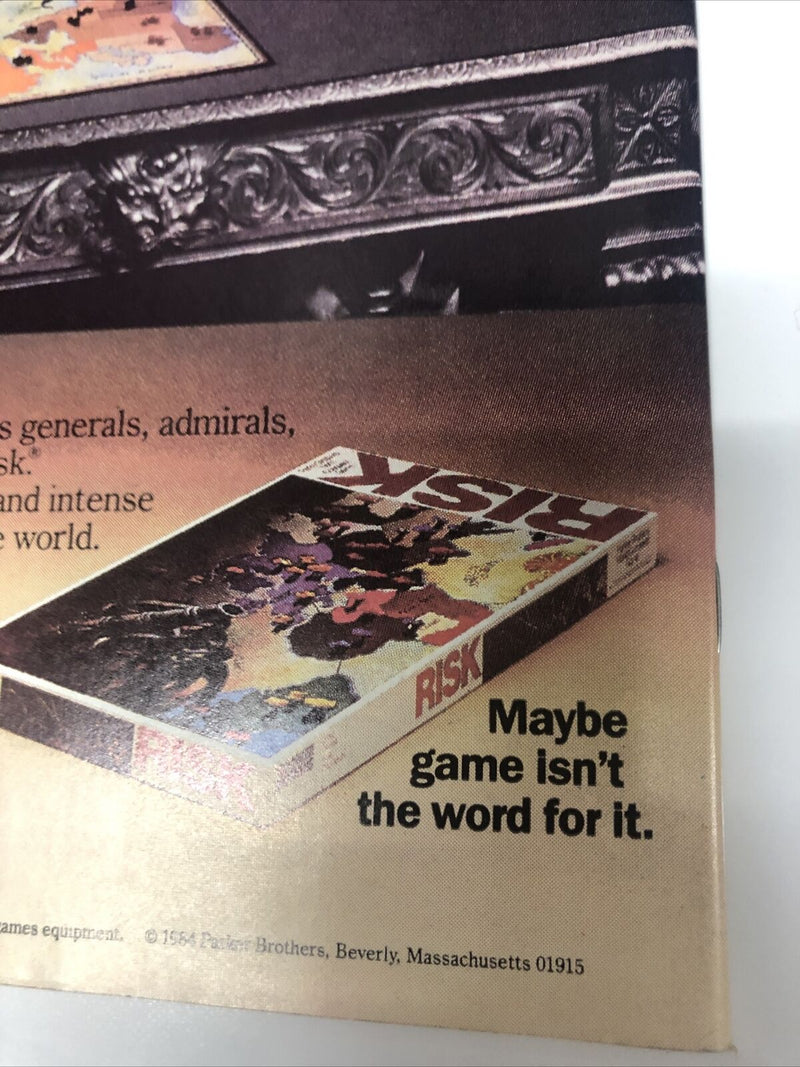 s generals, admirals,
sk.®
and intense
e world.
RISK
RISK
RISK
Maybe
game isn't
the word for it.
ames equipment. © 1984 Parker Brothers, Beverly, Massachusetts 01915